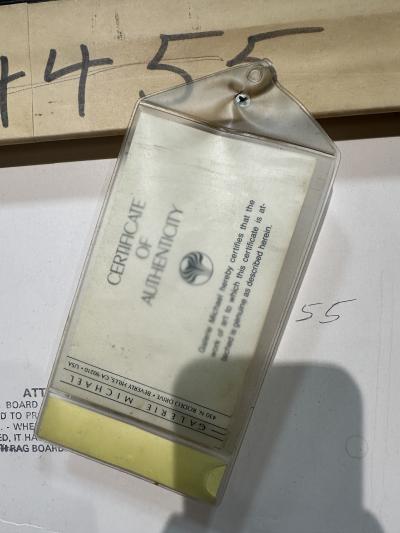 4455
CERTIFICATE
OF
AUTHENTICITY
Galerie Michael hereby certifies that the
work of art to which this certificate is at-
tached is genuine as described herein.
GALERIE MICHAEL
430 N. RODEO DRIVE • BEVERLY HILLS, CA 90210 • USA
55
ATT
BOARD
D TO PR
. - WHE
ED, IT HA
RAG BOARD